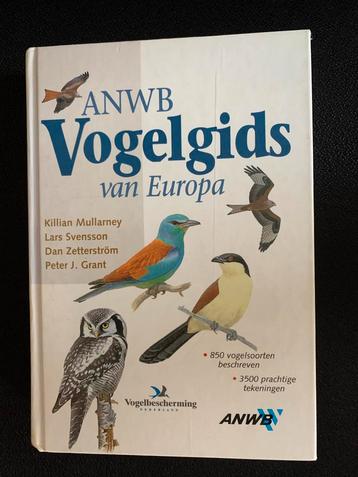 ANWB
Vogelgids
van Europa
Killian Mullarney
Lars Svensson
Dan Zetterström
Peter J. Grant
• 850 vogelsoorten
beschreven
• 3500 prachtige
tekeningen
Vogelbescherming
NEDERLAND
ANWB